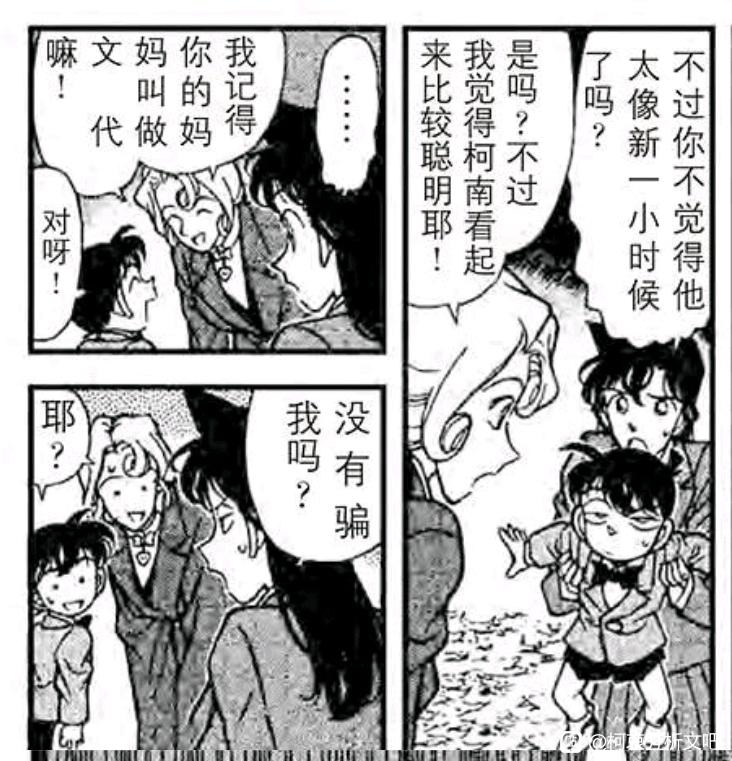 不过你不觉得他
太像新一小时候
了吗？
是吗？不过
我觉得柯南看起
来比较聪明耶！
……
我记得
你的妈
妈叫做
文代
嘛！
对呀！
没有骗
我吗？
耶？